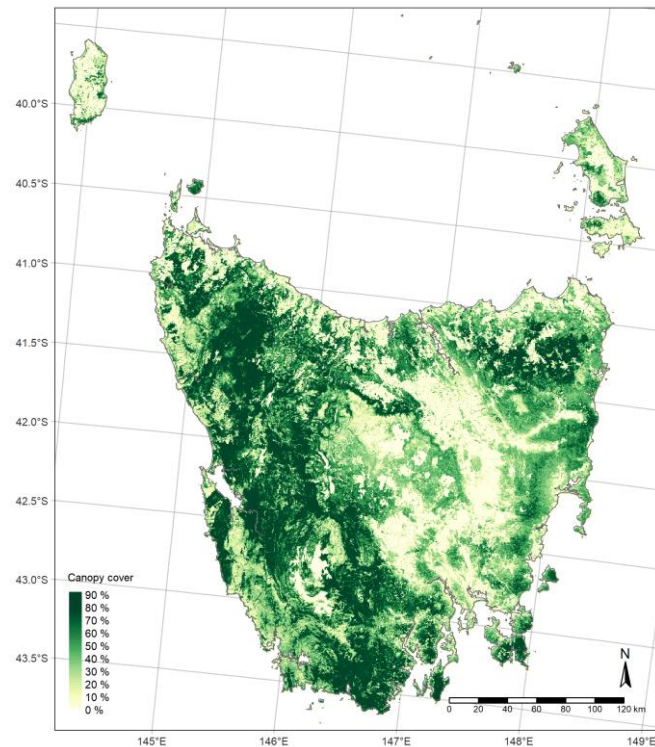 40.0°S
40.5°S
41.0°S
41.5°S
42.0°S
42.5°S
43.0°S
43.5°S
Canopy cover
90 %
80 %
70 %
60 %
50 %
40 %
30 %
20 %
10 %
0 %
N
0 20 40 60 80 100 120 km
145°E 146°E 147°E 148°E 149°E